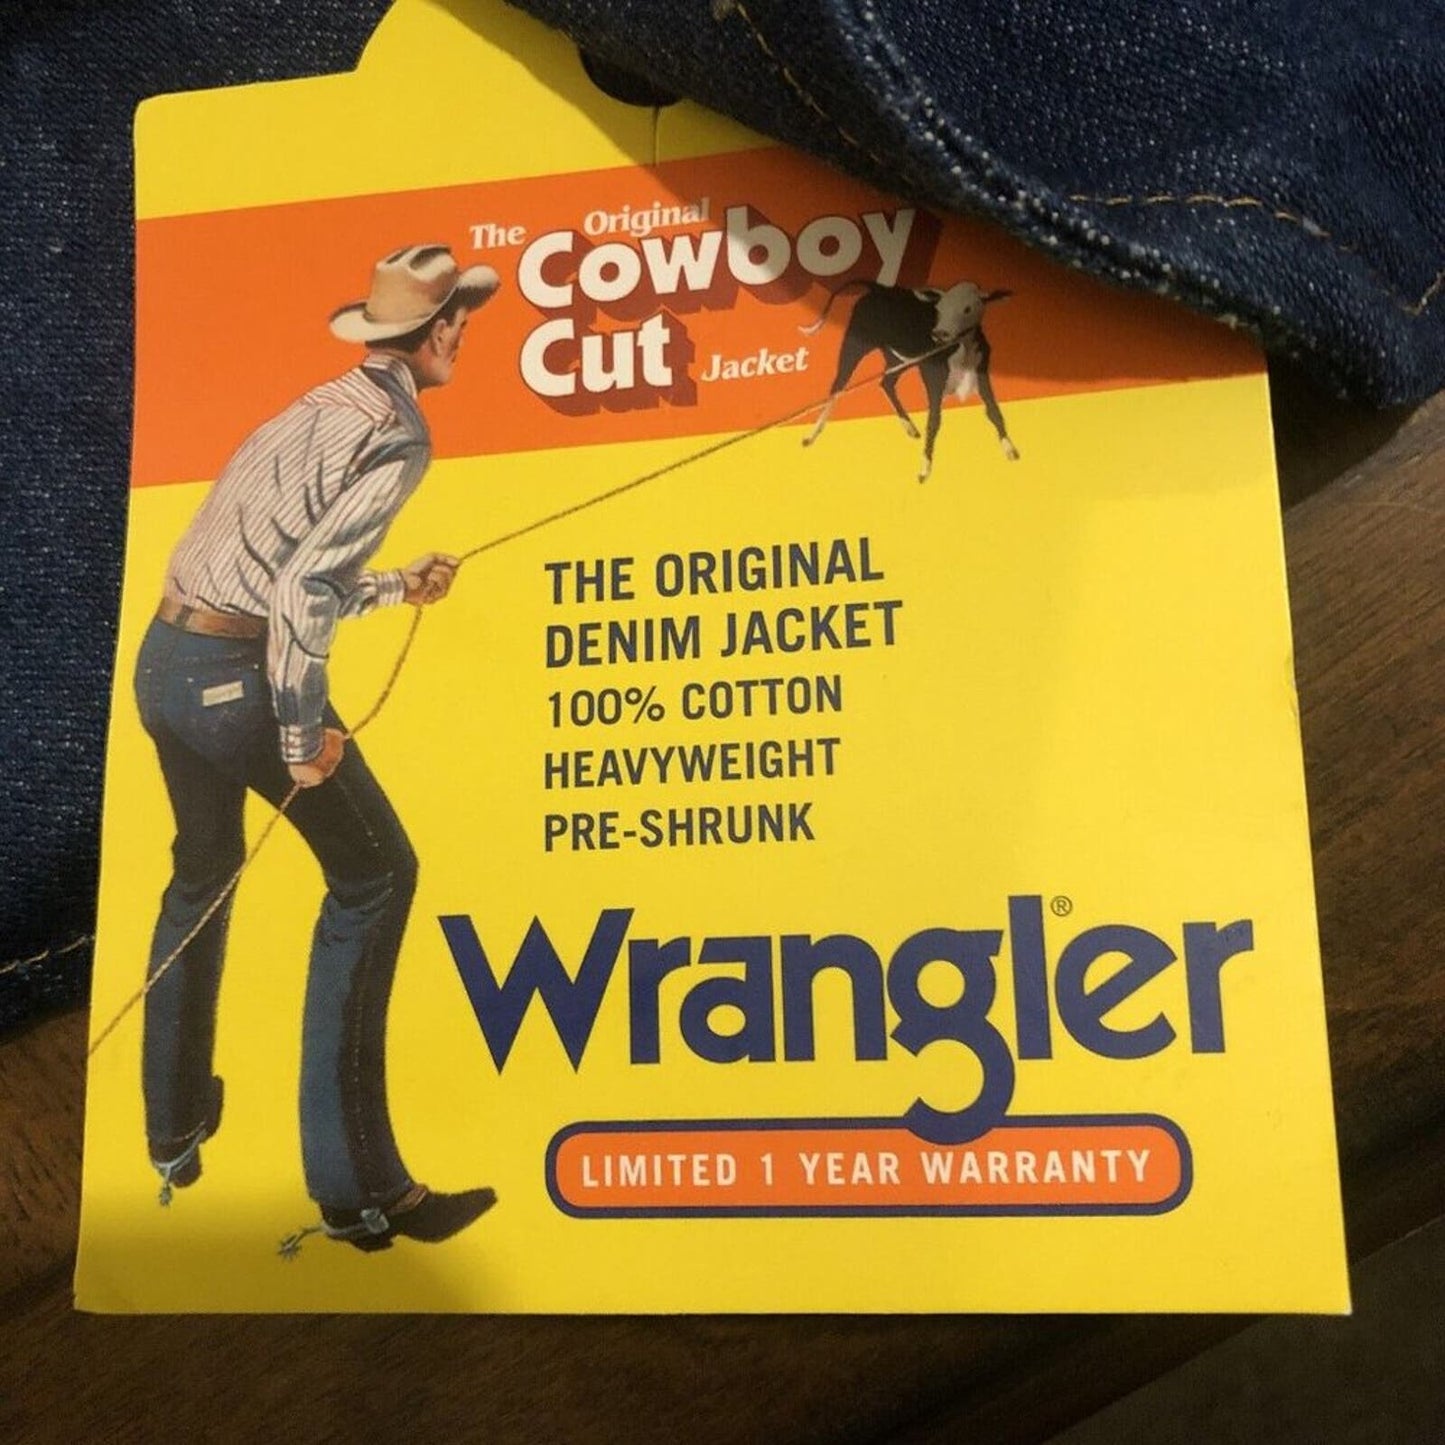 The Original
Cowboy
Cut Jacket
THE ORIGINAL
DENIM JACKET
100% COTTON
HEAVYWEIGHT
PRE-SHRUNK
Wrangler®
LIMITED 1 YEAR WARRANTY